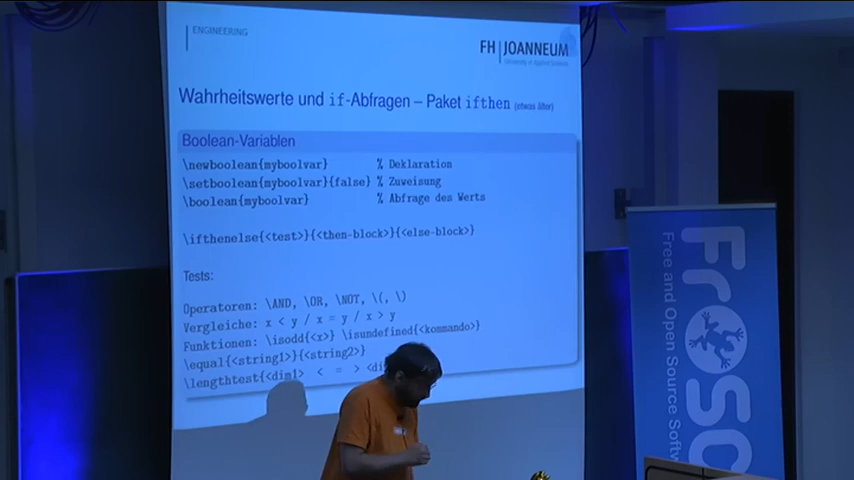 ENGINEERING
FH JOANNEUM
University of Applied Sciences
Wahrheitswerte und if-Abfragen – Paket ifthen (etwas älter)
Boolean-Variablen
\newboolean{myboolvar} % Deklaration
\setboolean{myboolvar}{false} % Zuweisung
\boolean{myboolvar} % Abfrage des Werts
\ifthenelse{<test>}{<then-block>}{<else-block>}
Tests:
Operatoren: \AND, \OR, \NOT, \(, \)
Vergleiche: x < y / x = y / x > y
Funktionen: \isodd{<x>} \isundefined{<kommando>}
\equal{<string1>}{<string2>}
\lengthtest{<dim1> < = >
FrOSC
Free and Open Source